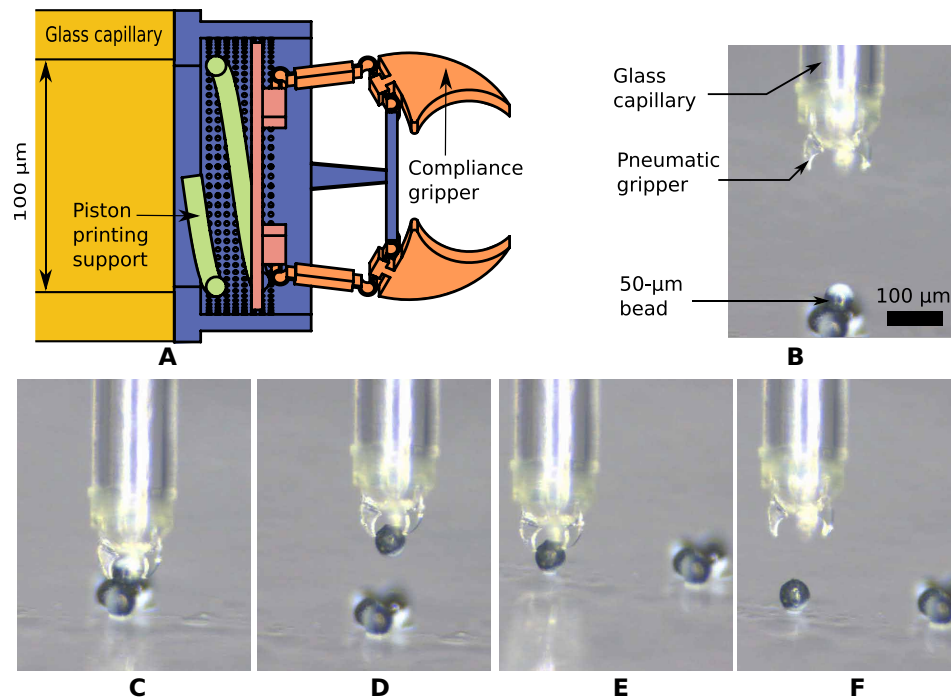 Glass capillary
100 µm
Piston
printing
support
Compliance
gripper
A
Glass
capillary
Pneumatic
gripper
50-µm
bead
100 µm
B
C
D
E
F